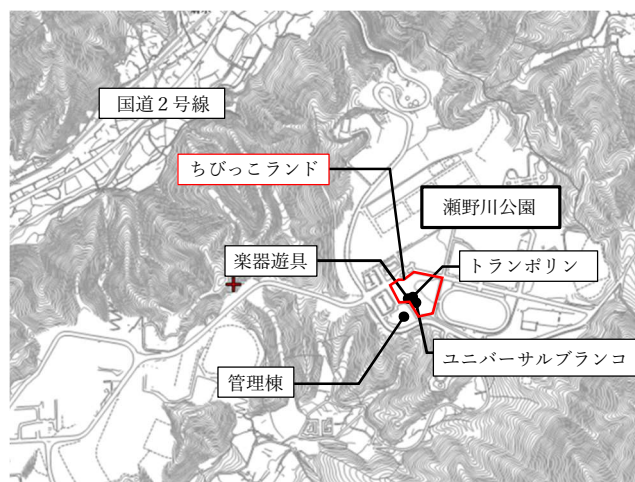 国道２号線
ちびっこランド
瀬野川公園
楽器遊具
トランポリン
ユニバーサルブランコ
管理棟